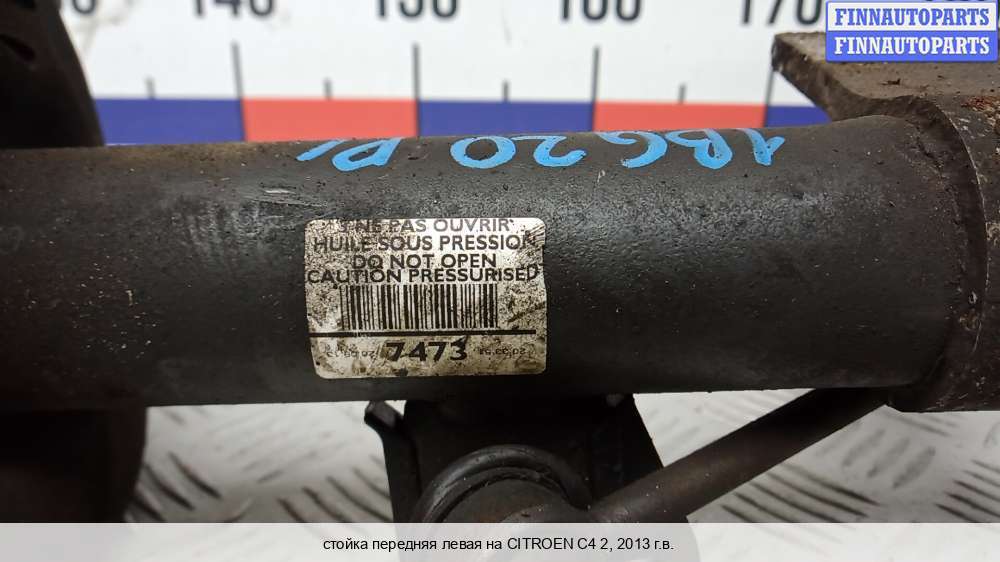 140 150 160 170
FINNAUTOPARTS
FINNAUTOPARTS
1BG20
NE PAS OUVRIR
HUILE SOUS PRESSION
DO NOT OPEN
CAUTION PRESSURISED
7473
стойка передняя левая на CITROEN C4 2, 2013 г.в.